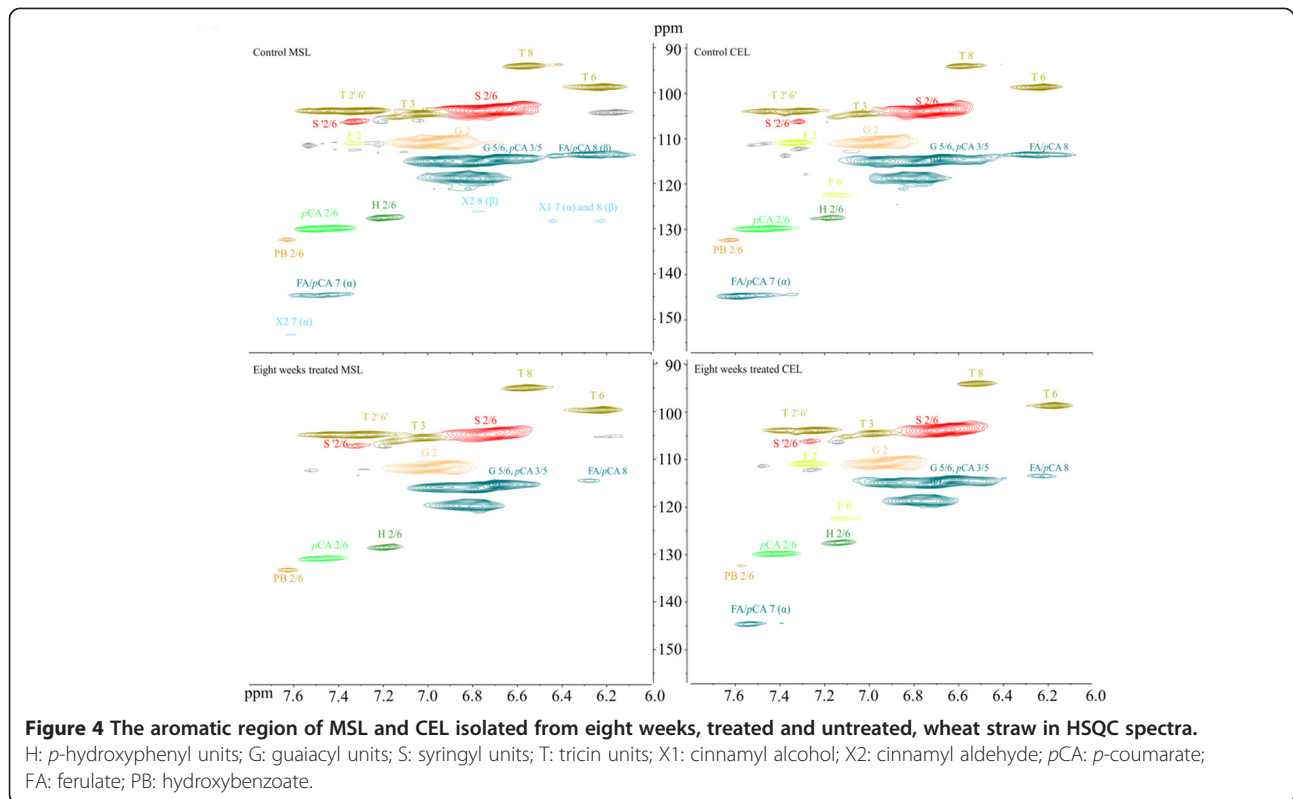 ppm
Control MSL
T 8
T 6
T 2'6'
T 3
S 2/6
S '2/6
F 2
G 2
G 5/6, pCA 3/5
FA/pCA 8 (β)
X2 8 (β)
X1 7 (α) and 8 (β)
pCA 2/6
H 2/6
PB 2/6
FA/pCA 7 (α)
X2 7 (α)
90
100
110
120
130
140
150
Control CEL
T 8
T 6
T 2'6'
T 3
S 2/6
S '2/6
F 2
G 2
G 5/6, pCA 3/5
FA/pCA 8
F 6
pCA 2/6
H 2/6
PB 2/6
FA/pCA 7 (α)
Eight weeks treated MSL
T 8
T 6
T 2'6'
T 3
S 2/6
S '2/6
G 2
G 5/6, pCA 3/5
FA/pCA 8
pCA 2/6
H 2/6
PB 2/6
90
100
110
120
130
140
150
Eight weeks treated CEL
T 8
T 6
T 2'6'
T 3
S 2/6
S '2/6
F 2
G 2
G 5/6, pCA 3/5
FA/pCA 8
F 6
pCA 2/6
H 2/6
PB 2/6
FA/pCA 7 (α)
ppm 7.6 7.4 7.2 7.0 6.8 6.6 6.4 6.2 6.0
7.6 7.4 7.2 7.0 6.8 6.6 6.4 6.2 6.0
Figure 4 The aromatic region of MSL and CEL isolated from eight weeks, treated and untreated, wheat straw in HSQC spectra.
H: p-hydroxyphenyl units; G: guaiacyl units; S: syringyl units; T: tricin units; X1: cinnamyl alcohol; X2: cinnamyl aldehyde; pCA: p-coumarate;
FA: ferulate; PB: hydroxybenzoate.